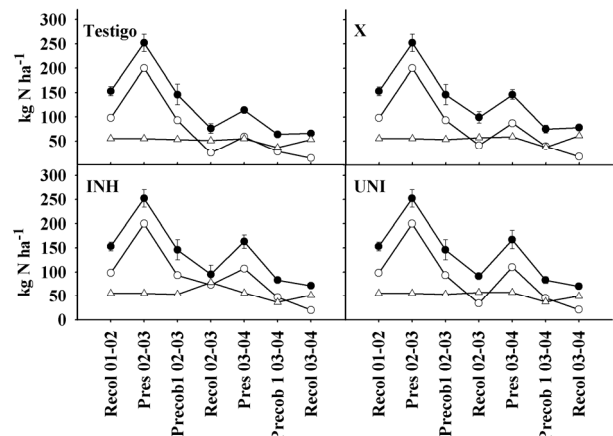 300
250
200
150
100
50
kg N ha-1
Testigo
X
300
250
200
150
100
50
0
kg N ha-1
INH
UNI
Recol 01-02
Pres 02-03
Precob1 02-03
Recol 02-03
Pres 03-04
Precob 1 03-04
Recol 03-04
Recol 01-02
Pres 02-03
Precob1 02-03
Recol 02-03
Pres 03-04
Precob 1 03-04
Recol 03-04